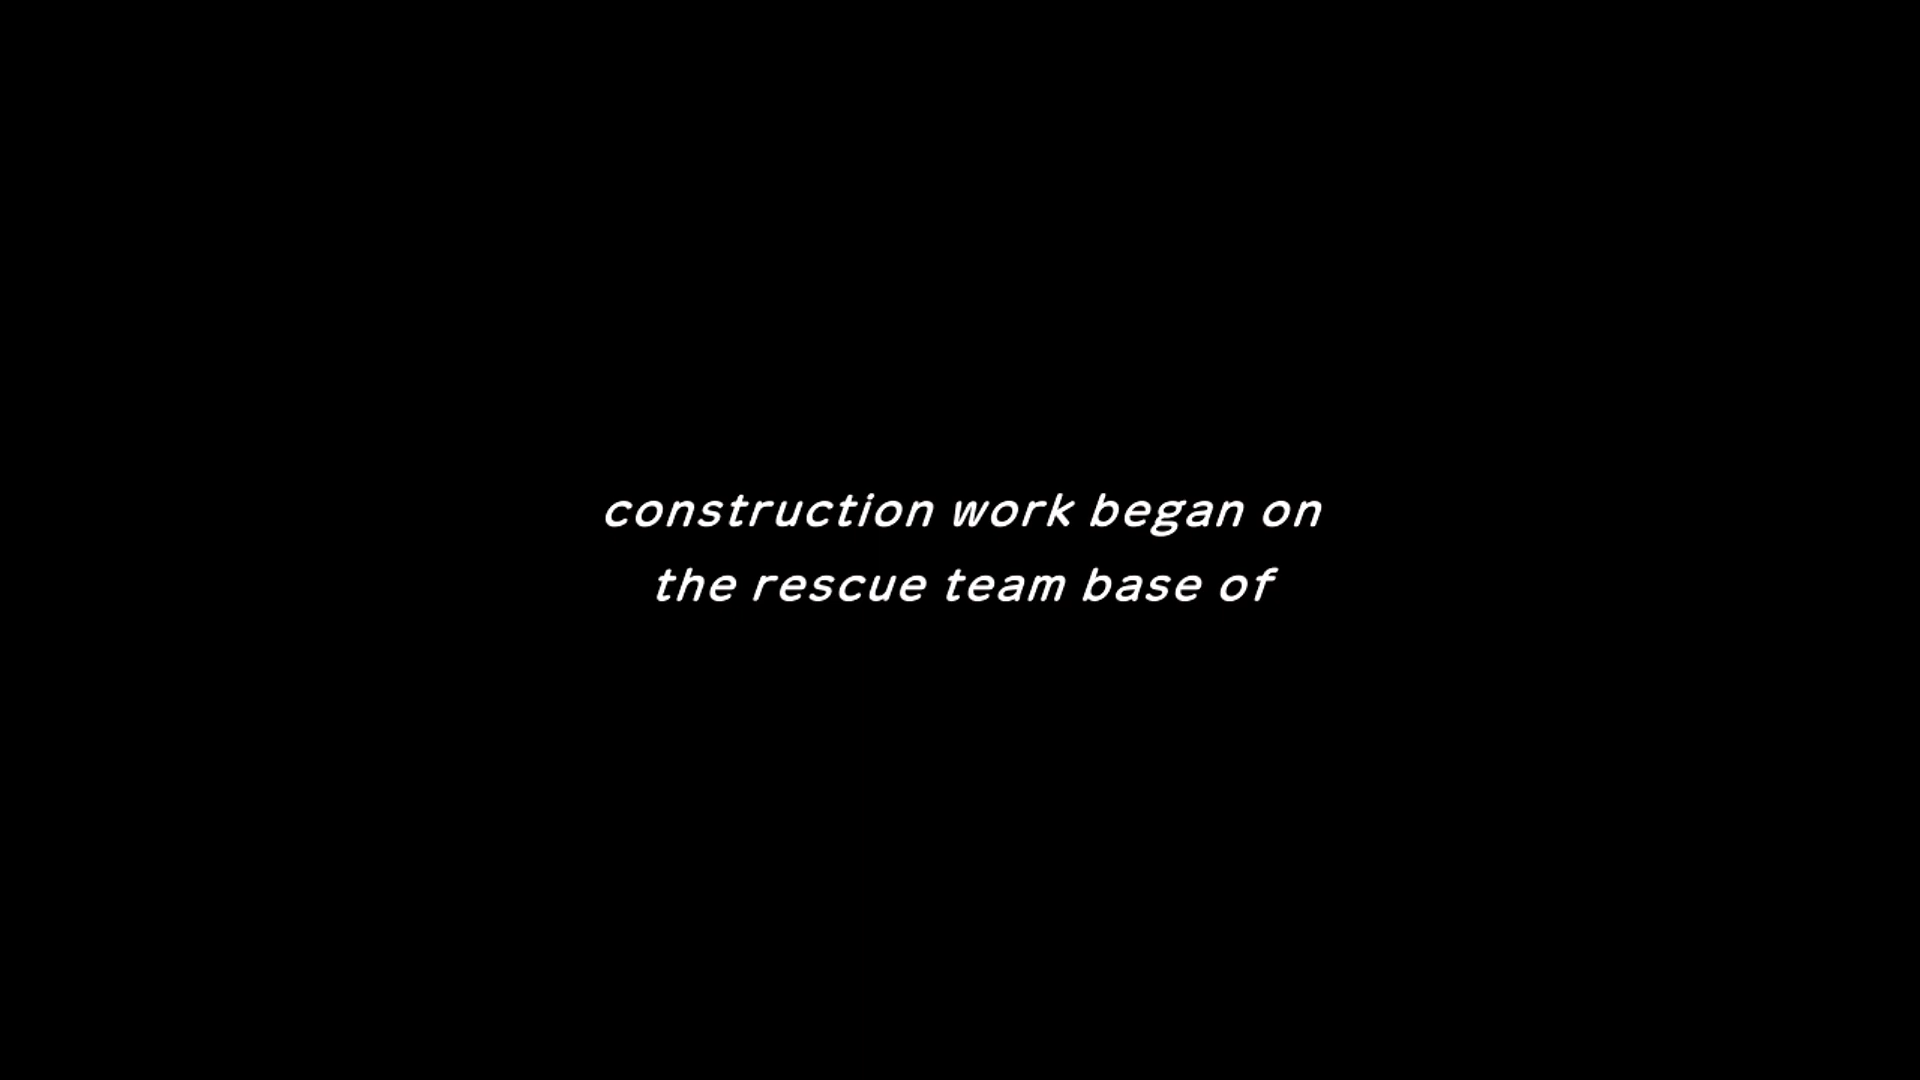 construction work began on
the rescue team base of